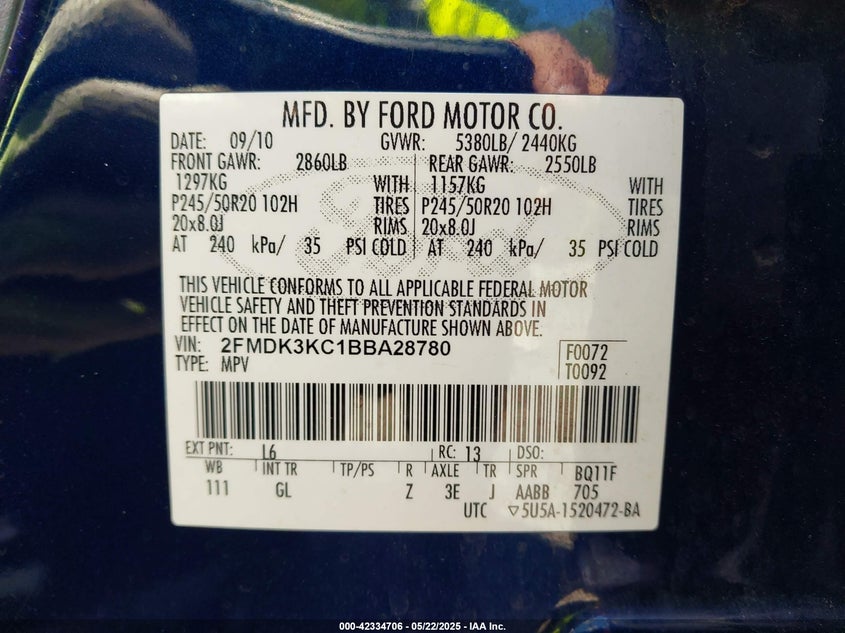 MFD. BY FORD MOTOR CO.
DATE: 09/10 GVWR: 5380LB/ 2440KG
FRONT GAWR: 2860LB REAR GAWR: 2550LB
1297KG WITH 1157KG WITH
P245/50R20 102H TIRES P245/50R20 102H TIRES
20x8.0J RIMS 20x8.0J RIMS
AT 240 kPa/ 35 PSI COLD AT 240 kPa/ 35 PSI COLD
THIS VEHICLE CONFORMS TO ALL APPLICABLE FEDERAL MOTOR
VEHICLE SAFETY AND THEFT PREVENTION STANDARDS IN
EFFECT ON THE DATE OF MANUFACTURE SHOWN ABOVE.
VIN: 2FMDK3KC1BBA28780 F0072
TYPE: MPV T0092
EXT PNT: L6 RC: 13 DSO:
WB INT TR TP/PS R AXLE TR SPR BQ11F
111 GL Z 3E J AABB 705
UTC ▽5U5A-1520472-BA
000-42334706 - 05/22/2025 - IAA Inc.